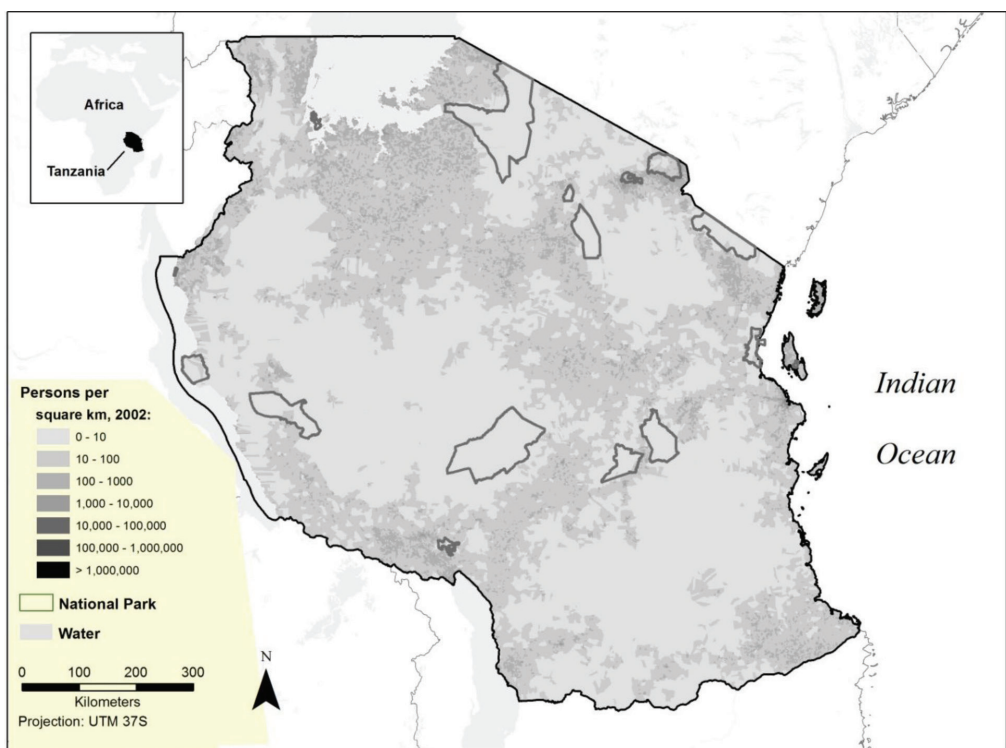 Africa
Tanzania
Indian
Ocean
Persons per
square km, 2002:
0 - 10
10 - 100
100 - 1000
1,000 - 10,000
10,000 - 100,000
100,000 - 1,000,000
> 1,000,000
National Park
Water
0 100 200 300
Kilometers
Projection: UTM 37S
N